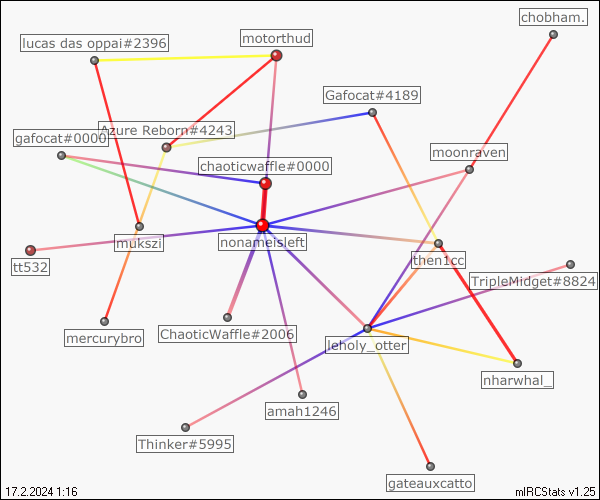 chobham.
lucas das oppai#2396
motorthud
Gafocat#4189
Azure Reborn#4243
gafocat#0000
moonraven
chaoticwaffle#0000
mukszi
nonameisleft
then1cc
tt532
TripleMidget#8824
mercurybro
ChaoticWaffle#2006
leholy_otter
nharwhal_
amah1246
Thinker#5995
gateauxcatto
17.2.2024 1:16
mIRCStats v1.25